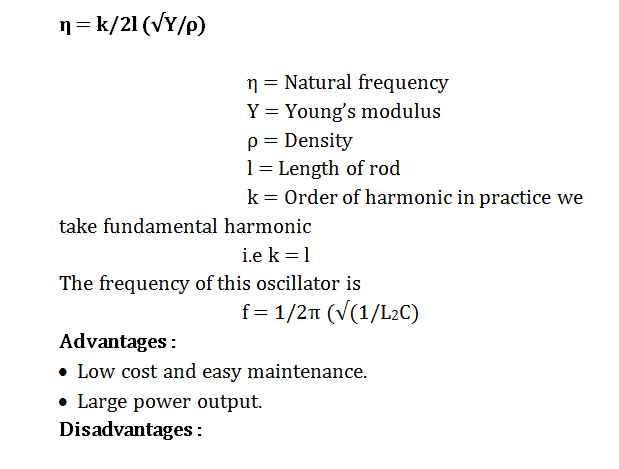 η = k/2l (√Y/ρ)
η = Natural frequency
Y = Young's modulus
ρ = Density
l = Length of rod
k = Order of harmonic in practice we
take fundamental harmonic
i.e k = l
The frequency of this oscillator is
f = 1/2π (√(1/L₂C)
Advantages :
• Low cost and easy maintenance.
• Large power output.
Disadvantages :